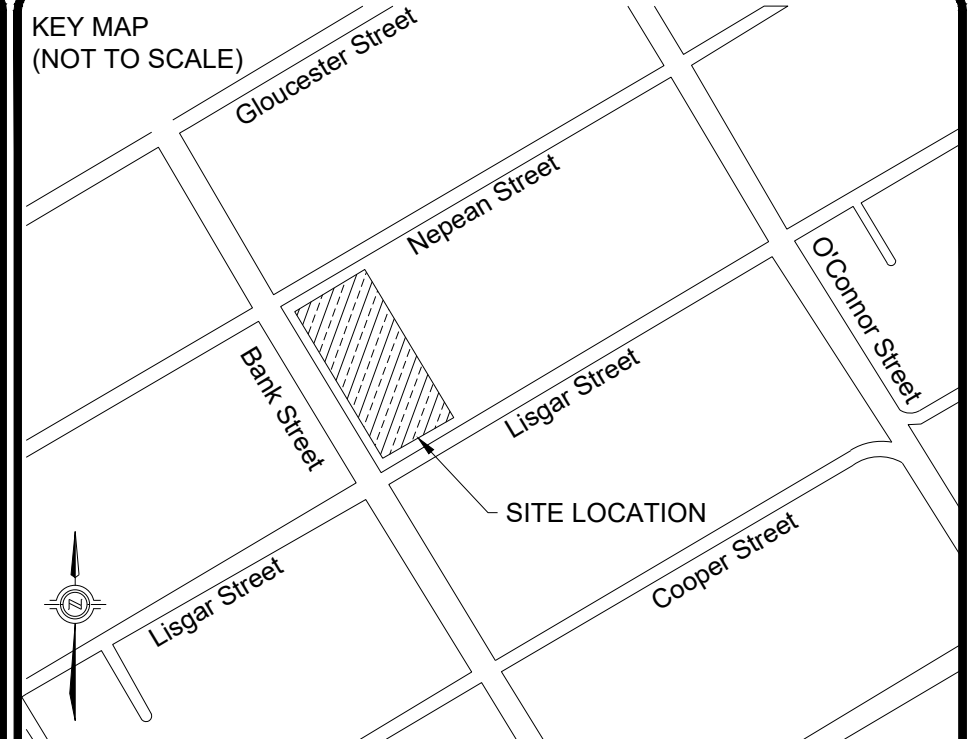 KEY MAP
(NOT TO SCALE)
Gloucester Street
Nepean Street
O'Connor Street
Bank Street
Lisgar Street
SITE LOCATION
Cooper Street
Lisgar Street
N